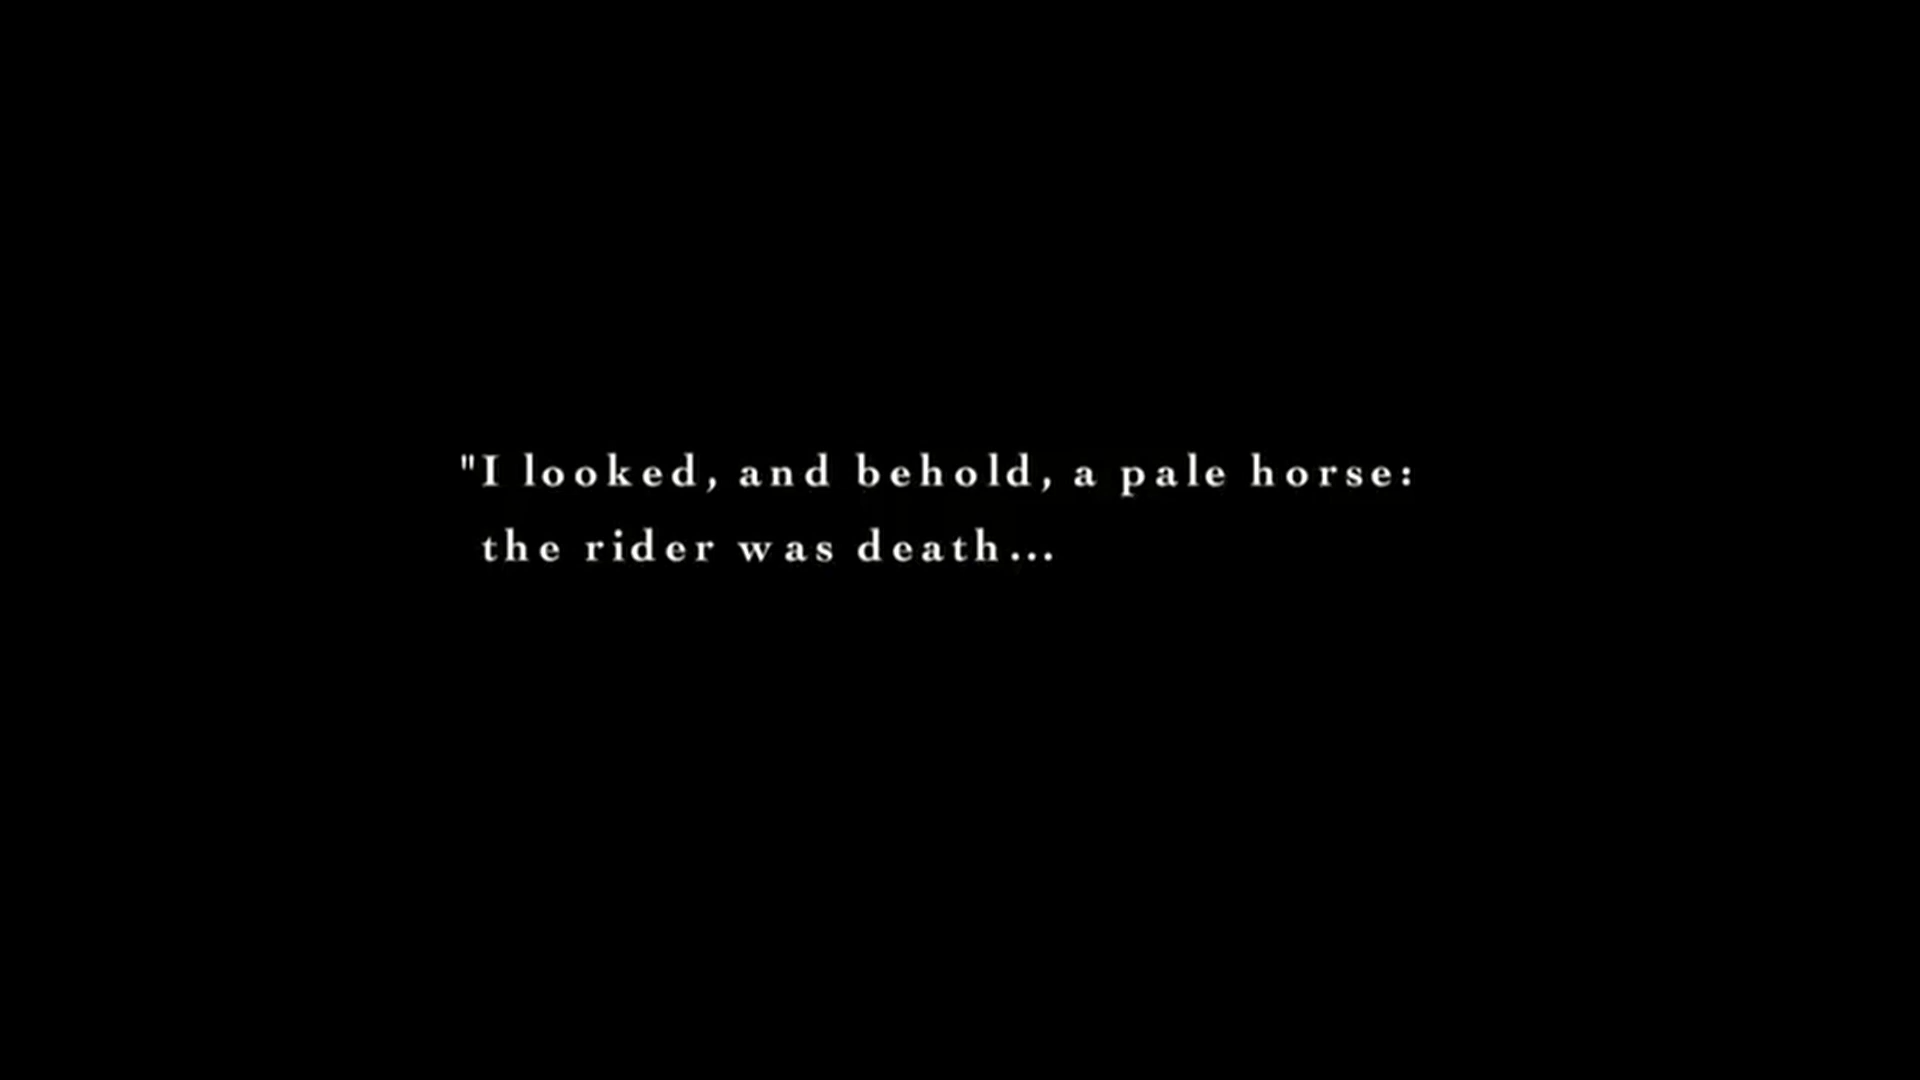 "I looked, and behold, a pale horse:
the rider was death...